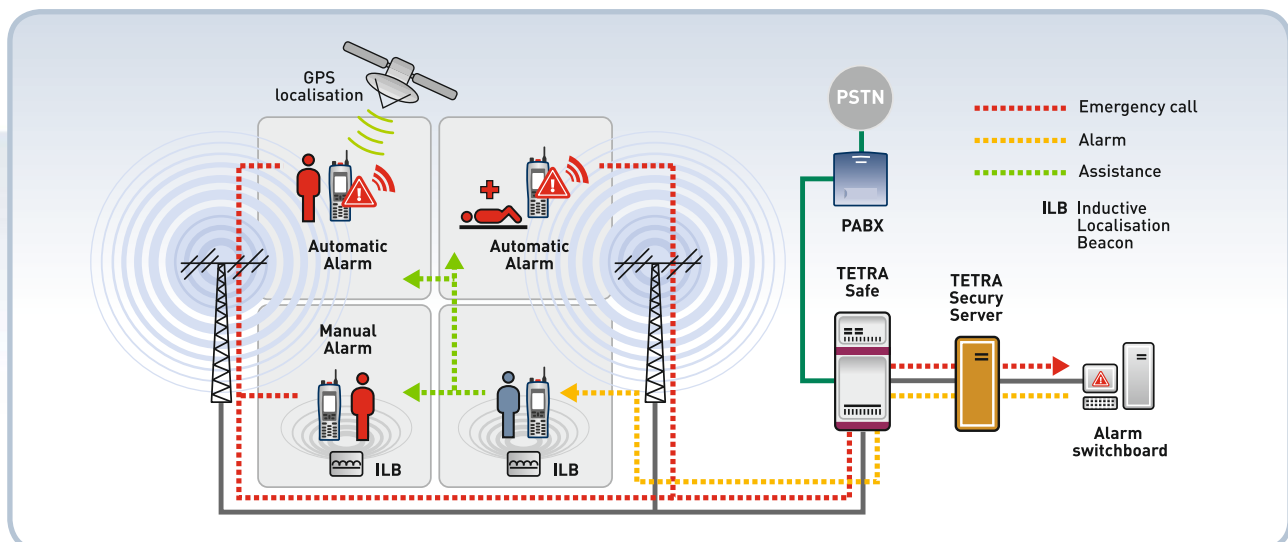 GPS
localisation
Automatic
Alarm
Automatic
Alarm
Manual
Alarm
ILB
ILB
PSTN
PABX
TETRA
Safe
TETRA
Secury
Server
Alarm
switchboard
Emergency call
Alarm
Assistance
ILB Inductive
Localisation
Beacon